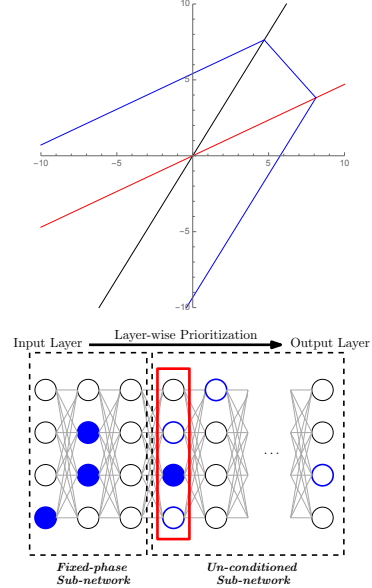 10
5
-10
-5
5
10
-5
-10
Layer-wise Prioritization
Input Layer
Output Layer
...
Fixed-phase
Sub-network
Un-conditioned
Sub-network